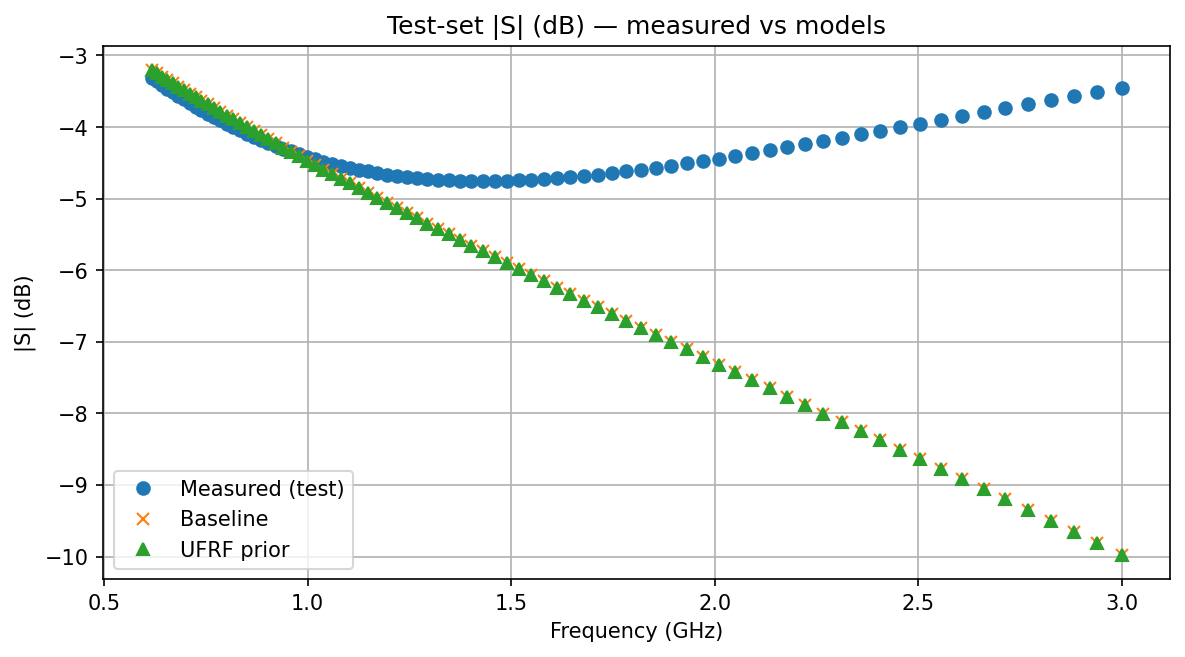 Test-set |S| (dB) — measured vs models
−3
−4
−5
−6
−7
−8
−9
−10
|S| (dB)
Measured (test)
Baseline
UFRF prior
0.5 1.0 1.5 2.0 2.5 3.0
Frequency (GHz)